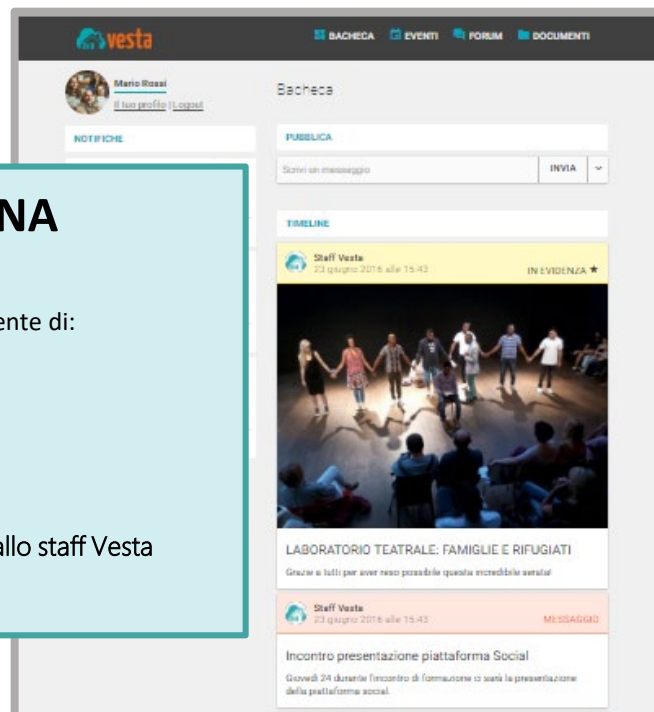 vesta
BACHECA EVENTI FORUM DOCUMENTI
Mario Rossi
Il tuo profilo | Logout
NOTIFICHE
Bacheca
PUBBLICA
Scrivi un messaggio INVIA
TIMELINE
Staff Vesta
23 giugno 2016 alle 15:43 IN EVIDENZA
LABORATORIO TEATRALE: FAMIGLIE E RIFUGIATI
Grazie a tutti per aver reso possibile questa incredibile serata!
Staff Vesta
23 giugno 2016 alle 15:43 MESSAGGIO
Incontro presentazione piattaforma Social
Giovedì 24 durante l'incontro di formazione ci sarà la presentazione
della piattaforma social.
NA
ente di:
allo staff Vesta